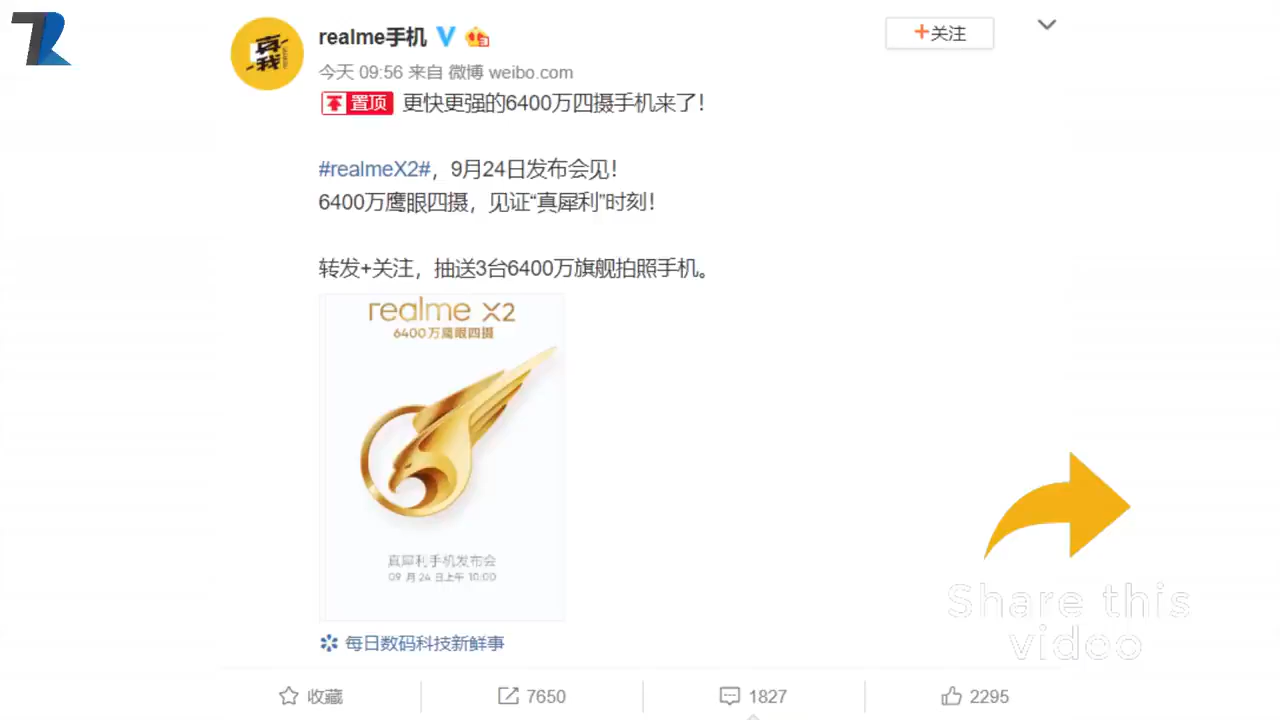 realme手机
+关注
今天 09:56 来自 微博 weibo.com
置顶 更快更强的6400万四摄手机来了！
#realmeX2#，9月24日发布会见！
6400万鹰眼四摄，见证“真犀利”时刻！
转发+关注，抽送3台6400万旗舰拍照手机。
realme X2
6400万鹰眼四摄
真犀利手机发布会
09 月 24 日上午 10:00
每日数码科技新鲜事
收藏
7650
1827
2295
真我
Share this
video